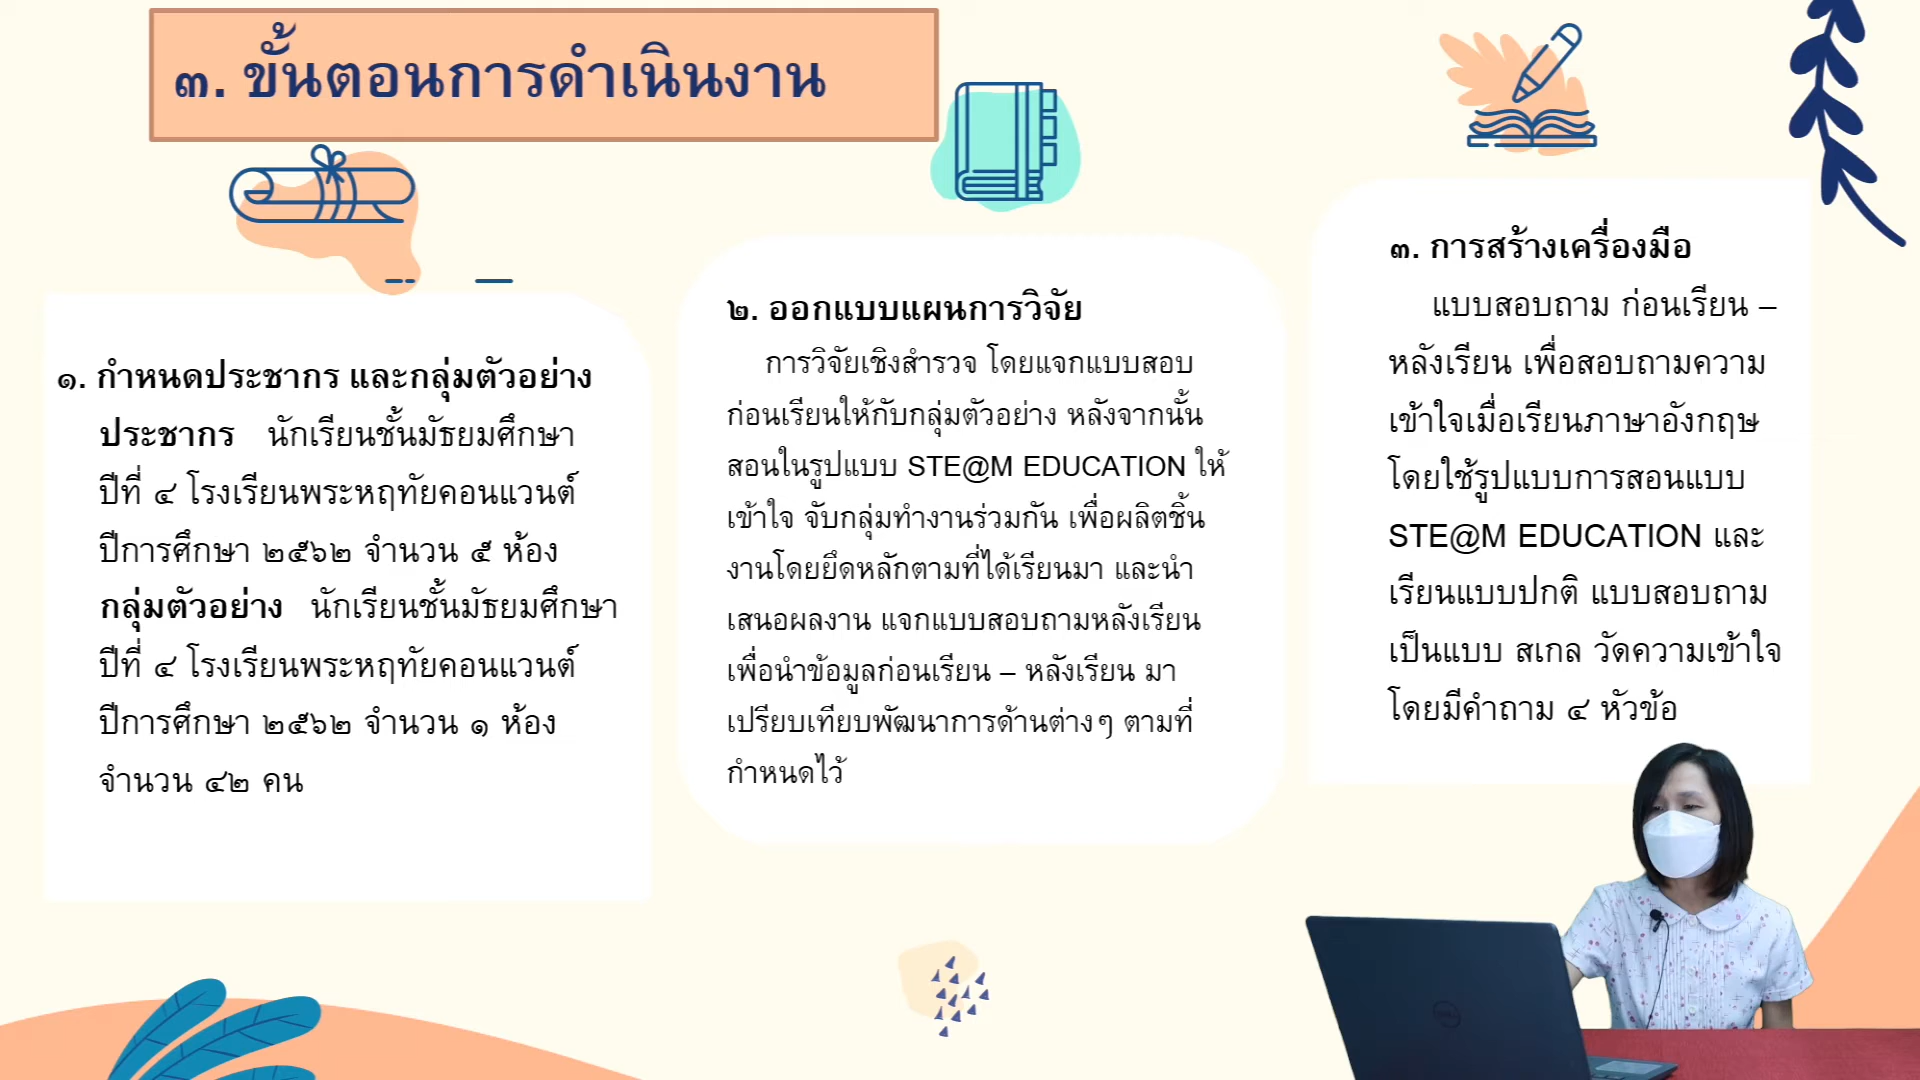 ๓. ขั้นตอนการดำเนินงาน
๑. กำหนดประชากร และกลุ่มตัวอย่าง
ประชากร นักเรียนชั้นมัธยมศึกษา
ปีที่ ๔ โรงเรียนพระหฤทัยคอนแวนต์
ปีการศึกษา ๒๕๖๒ จำนวน ๕ ห้อง
กลุ่มตัวอย่าง นักเรียนชั้นมัธยมศึกษา
ปีที่ ๔ โรงเรียนพระหฤทัยคอนแวนต์
ปีการศึกษา ๒๕๖๒ จำนวน ๑ ห้อง
จำนวน ๔๒ คน
๒. ออกแบบแผนการวิจัย
การวิจัยเชิงสำรวจ โดยแจกแบบสอบ
ก่อนเรียนให้กับกลุ่มตัวอย่าง หลังจากนั้น
สอนในรูปแบบ STE@M EDUCATION ให้
เข้าใจ จับกลุ่มทำงานร่วมกัน เพื่อผลิตชิ้น
งานโดยยึดหลักตามที่ได้เรียนมา และนำ
เสนอผลงาน แจกแบบสอบถามหลังเรียน
เพื่อนำข้อมูลก่อนเรียน – หลังเรียน มา
เปรียบเทียบพัฒนาการด้านต่างๆ ตามที่
กำหนดไว้
๓. การสร้างเครื่องมือ
แบบสอบถาม ก่อนเรียน –
หลังเรียน เพื่อสอบถามความ
เข้าใจเมื่อเรียนภาษาอังกฤษ
โดยใช้รูปแบบการสอนแบบ
STE@M EDUCATION และ
เรียนแบบปกติ แบบสอบถาม
เป็นแบบ สเกล วัดความเข้าใจ
โดยมีคำถาม ๔ หัวข้อ
DELL